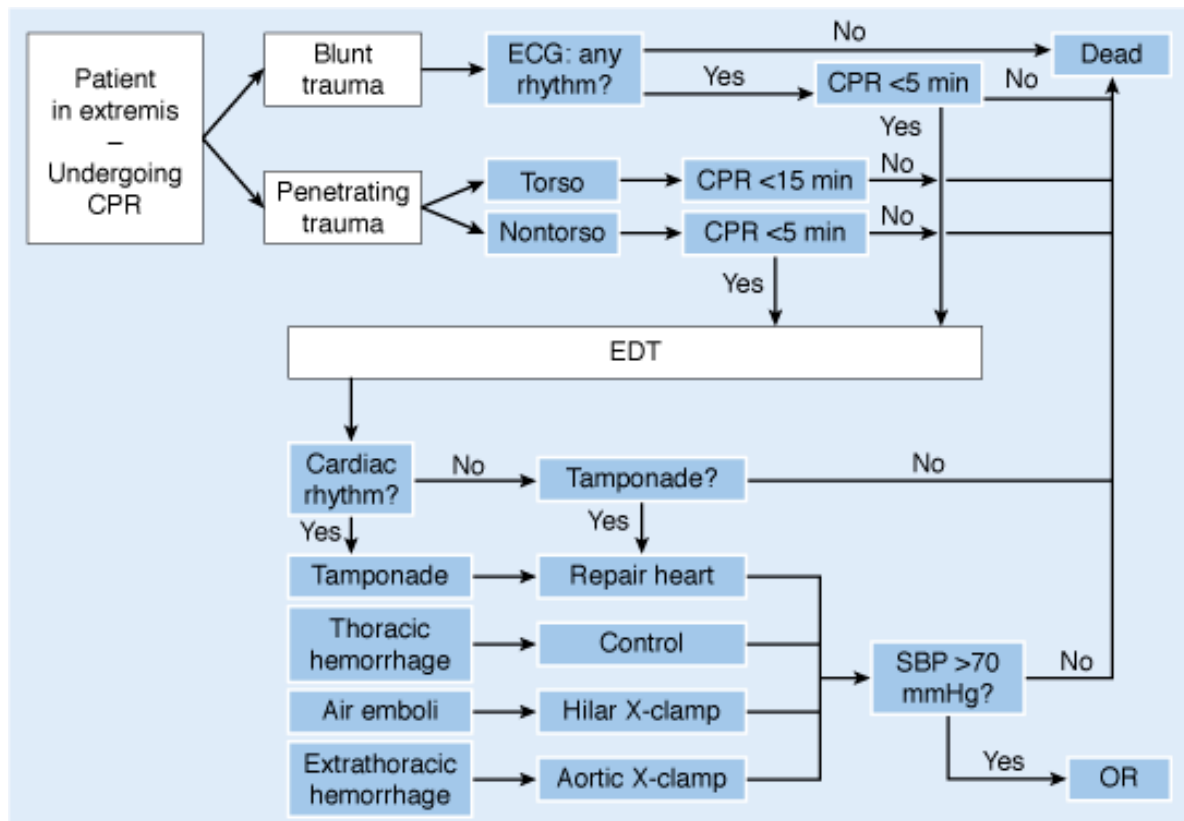 Patient
in extremis
–
Undergoing
CPR
Blunt
trauma
ECG: any
rhythm?
No
Dead
Yes
CPR <5 min
No
Yes
Penetrating
trauma
Torso
CPR <15 min
No
Nontorso
CPR <5 min
No
Yes
EDT
Cardiac
rhythm?
No
Tamponade?
No
Yes
Yes
Tamponade
Repair heart
Thoracic
hemorrhage
Control
SBP >70
mmHg?
No
Air emboli
Hilar X-clamp
Extrathoracic
hemorrhage
Aortic X-clamp
Yes
OR